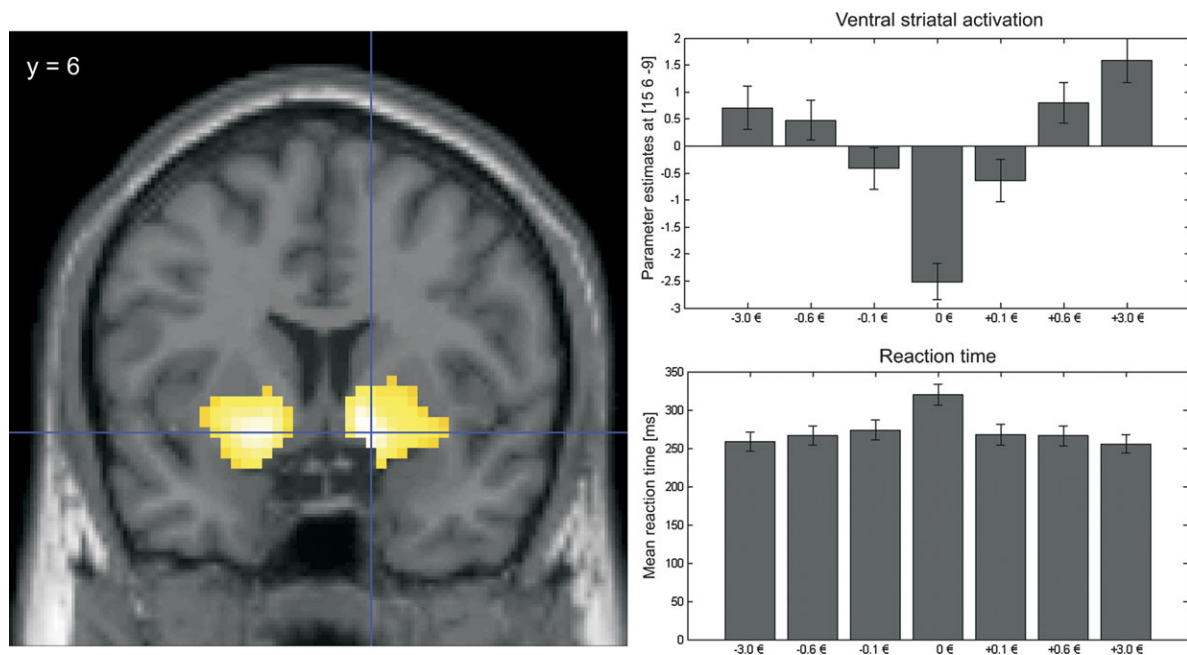 y = 6
Ventral striatal activation
Parameter estimates at [15 6 -9]
2
1.5
1
0.5
0
-0.5
-1
-1.5
-2
-2.5
-3
-3.0 € -0.6 € -0.1 € 0 € +0.1 € +0.6 € +3.0 €
Reaction time
Mean reaction time [ms]
350
300
250
200
150
100
50
0
-3.0 € -0.6 € -0.1 € 0 € +0.1 € +0.6 € +3.0 €